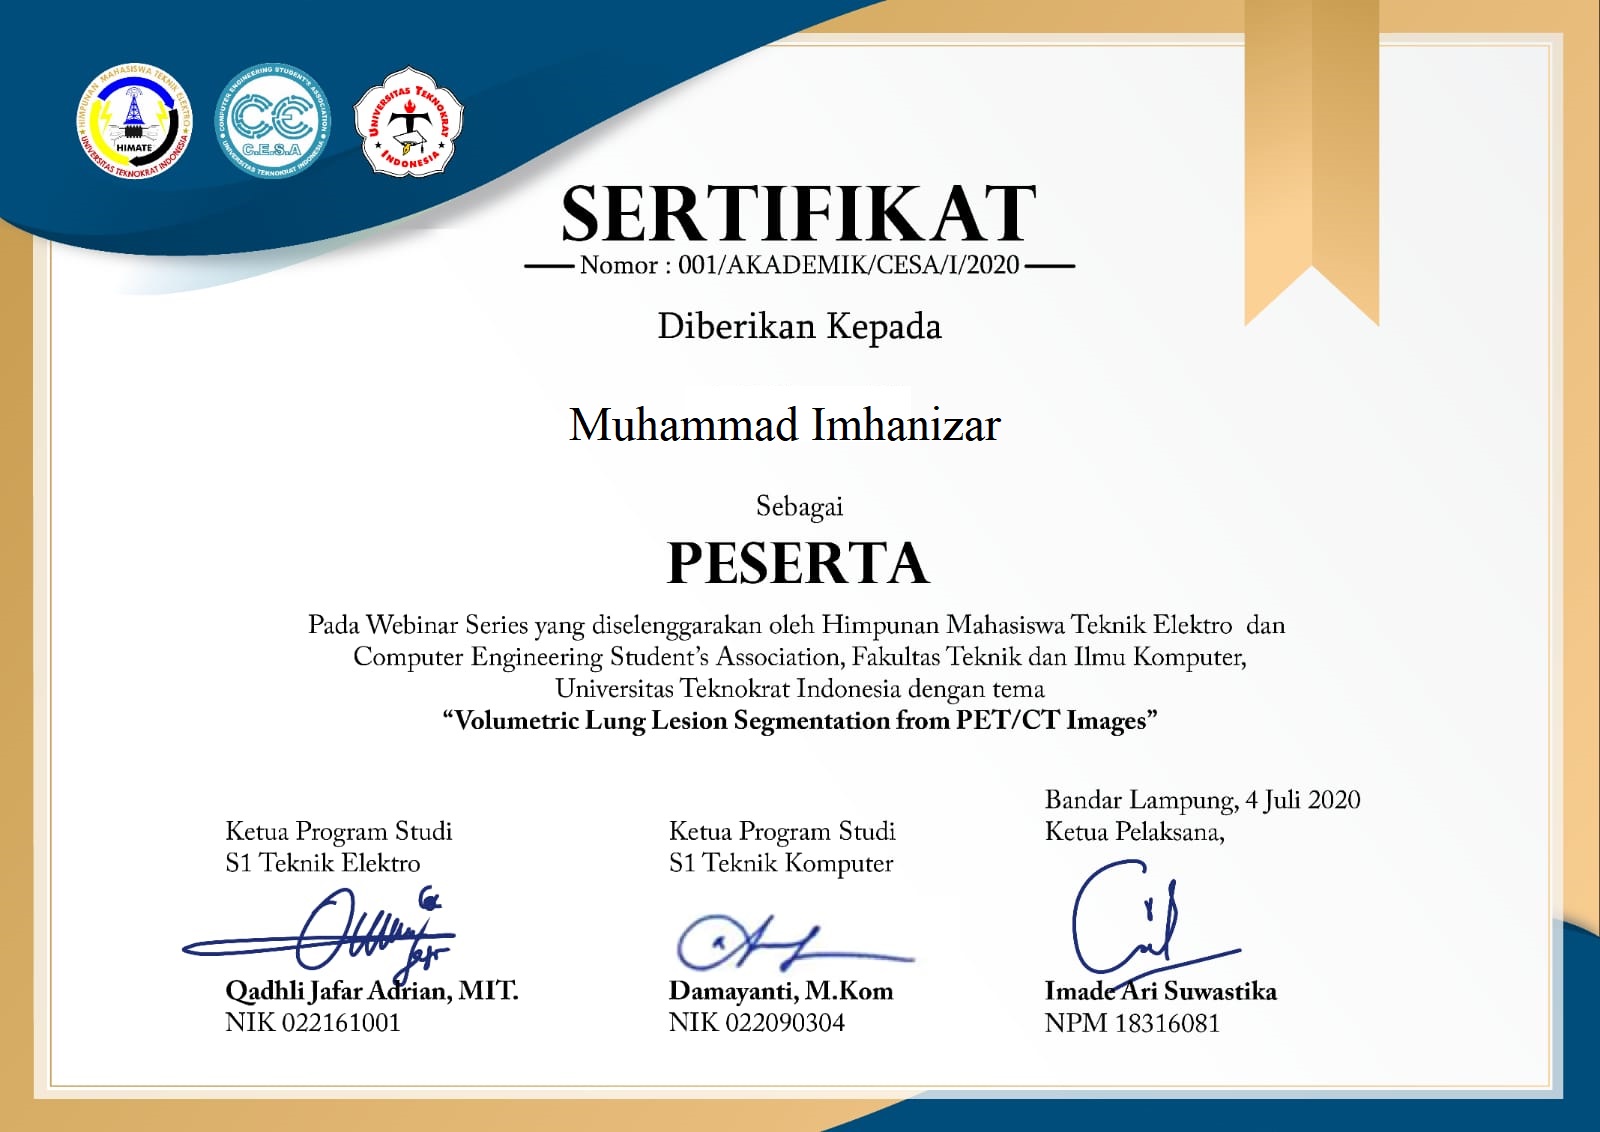 HIMPUNAN MAHASISWA TEKNIK ELEKTRO
HIMATE
UNIVERSITAS TEKNOKRAT INDONESIA
COMPUTER ENGINEERING STUDENT'S ASSOCIATION
CE
C.E.S.A
UNIVERSITAS TEKNOKRAT INDONESIA
UNIVERSITAS TEKNOKRAT
INDONESIA
SERTIFIKAT
Nomor : 001/AKADEMIK/CESA/I/2020
Diberikan Kepada
Muhammad Imhanizar
Sebagai
PESERTA
Pada Webinar Series yang diselenggarakan oleh Himpunan Mahasiswa Teknik Elektro dan
Computer Engineering Student's Association, Fakultas Teknik dan Ilmu Komputer,
Universitas Teknokrat Indonesia dengan tema
“Volumetric Lung Lesion Segmentation from PET/CT Images”
Bandar Lampung, 4 Juli 2020
Ketua Program Studi
S1 Teknik Elektro
Qadhli Jafar Adrian, MIT.
NIK 022161001
Ketua Program Studi
S1 Teknik Komputer
Damayanti, M.Kom
NIK 022090304
Ketua Pelaksana,
Imade Ari Suwastika
NPM 18316081